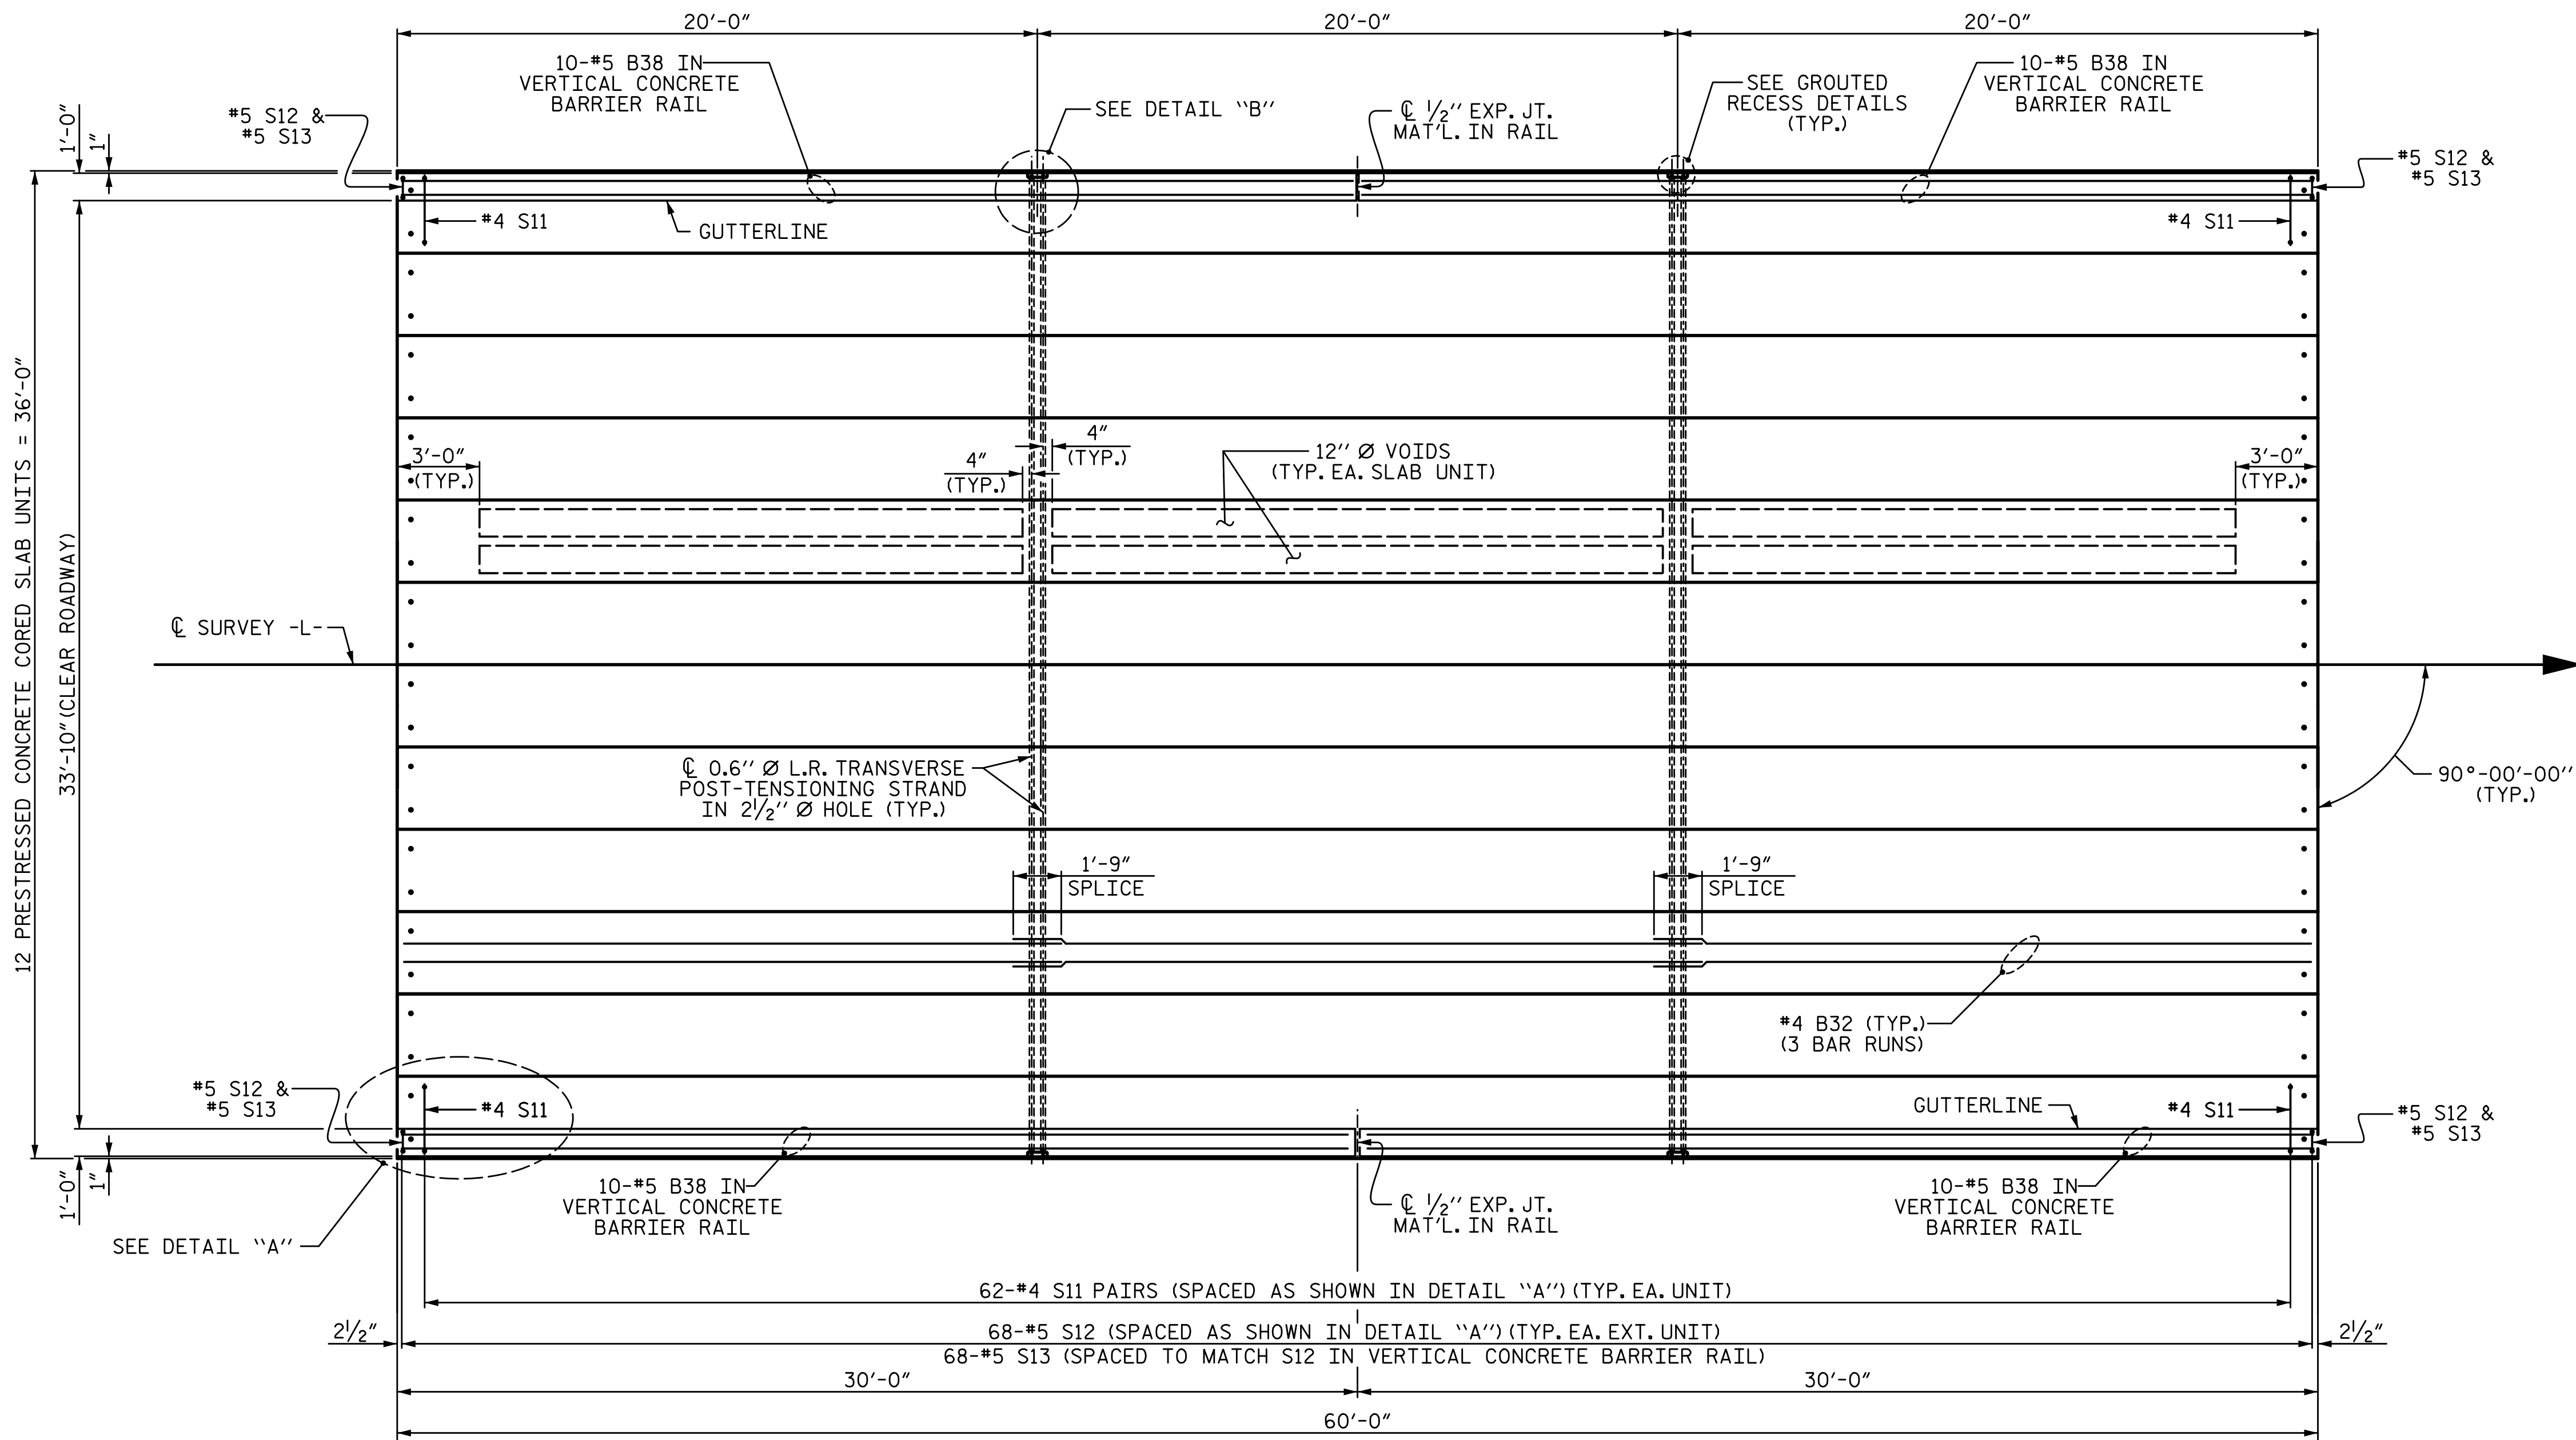 20'-0"
20'-0"
20'-0"
10-#5 B38 IN
VERTICAL CONCRETE
BARRIER RAIL
SEE DETAIL "B"
℄ 1/2" EXP. JT.
MAT'L. IN RAIL
SEE GROUTED
RECESS DETAILS
(TYP.)
10-#5 B38 IN
VERTICAL CONCRETE
BARRIER RAIL
1'-0"
1"
#5 S12 &
#5 S13
#5 S12 &
#5 S13
#4 S11
GUTTERLINE
#4 S11
12 PRESTRESSED CONCRETE CORED SLAB UNITS = 36'-0"
33'-10" (CLEAR ROADWAY)
3'-0"
(TYP.)
4"
(TYP.)
4"
(TYP.)
12" Ø VOIDS
(TYP. EA. SLAB UNIT)
3'-0"
(TYP.)
℄ SURVEY -L-
90°-00'-00"
(TYP.)
℄ 0.6" Ø L.R. TRANSVERSE
POST-TENSIONING STRAND
IN 2 1/2" Ø HOLE (TYP.)
1'-9"
SPLICE
1'-9"
SPLICE
#4 B32 (TYP.)
(3 BAR RUNS)
#5 S12 &
#5 S13
#4 S11
GUTTERLINE
#4 S11
#5 S12 &
#5 S13
1'-0"
1"
SEE DETAIL "A"
10-#5 B38 IN
VERTICAL CONCRETE
BARRIER RAIL
℄ 1/2" EXP. JT.
MAT'L. IN RAIL
10-#5 B38 IN
VERTICAL CONCRETE
BARRIER RAIL
62-#4 S11 PAIRS (SPACED AS SHOWN IN DETAIL "A") (TYP. EA. UNIT)
2 1/2"
68-#5 S12 (SPACED AS SHOWN IN DETAIL "A") (TYP. EA. EXT. UNIT)
2 1/2"
68-#5 S13 (SPACED TO MATCH S12 IN VERTICAL CONCRETE BARRIER RAIL)
30'-0"
30'-0"
60'-0"